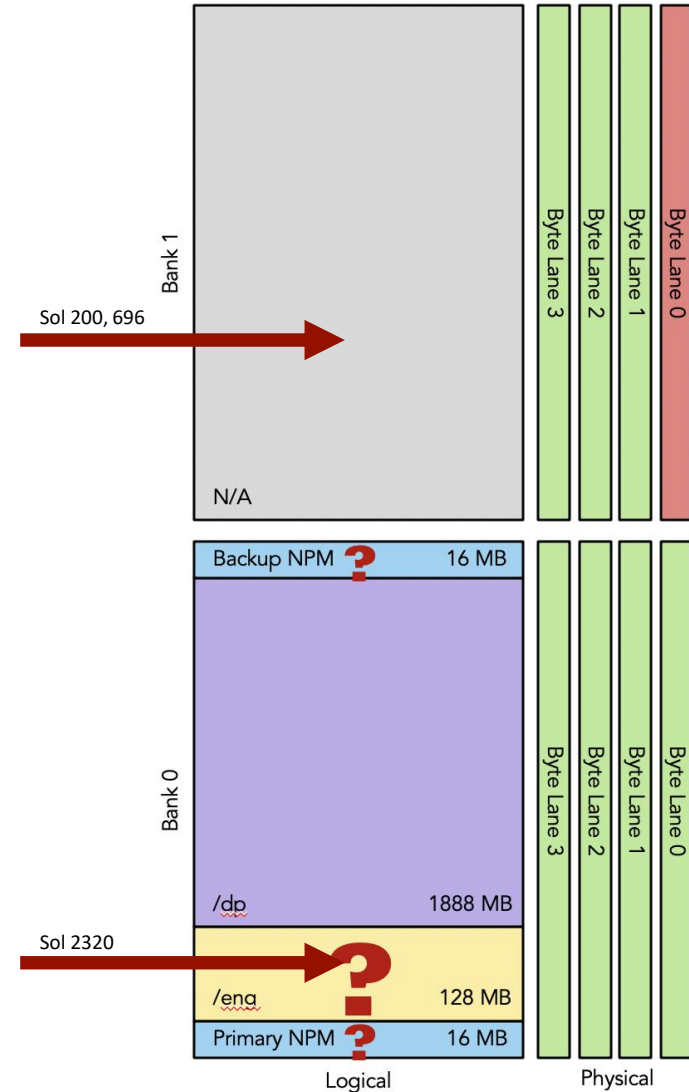 Bank 1
Sol 200, 696
N/A
Byte Lane 3
Byte Lane 2
Byte Lane 1
Byte Lane 0
Backup NPM ? 16 MB
Bank 0
/dp 1888 MB
Sol 2320
?
/eng 128 MB
Primary NPM ? 16 MB
Byte Lane 3
Byte Lane 2
Byte Lane 1
Byte Lane 0
Logical
Physical